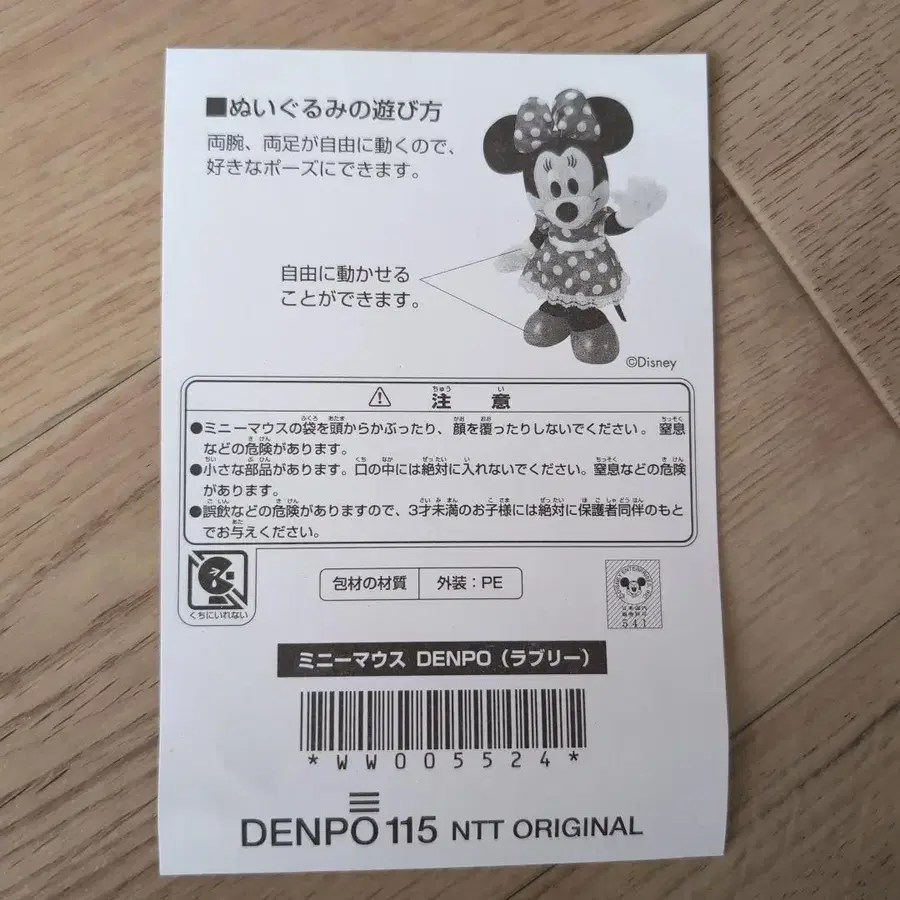 ■ぬいぐるみの遊び方
両腕、両足が自由に動くので、
好きなポーズにできます。
自由に動かせる
ことができます。
©Disney
⚠ 注意
●ミニーマウスの袋を頭からかぶったり、顔を覆ったりしないでください。窒息
などの危険があります。
●小さな部品があります。口の中には絶対に入れないでください。窒息などの危険
があります。
●誤飲などの危険がありますので、3才未満のお子様には絶対に保護者同伴のもと
でお与えください。
くちにいれない
包材の材質 外装：PE
541
ミニーマウス DENPO（ラブリー）
*WW005524*
DENPO 115 NTT ORIGINAL